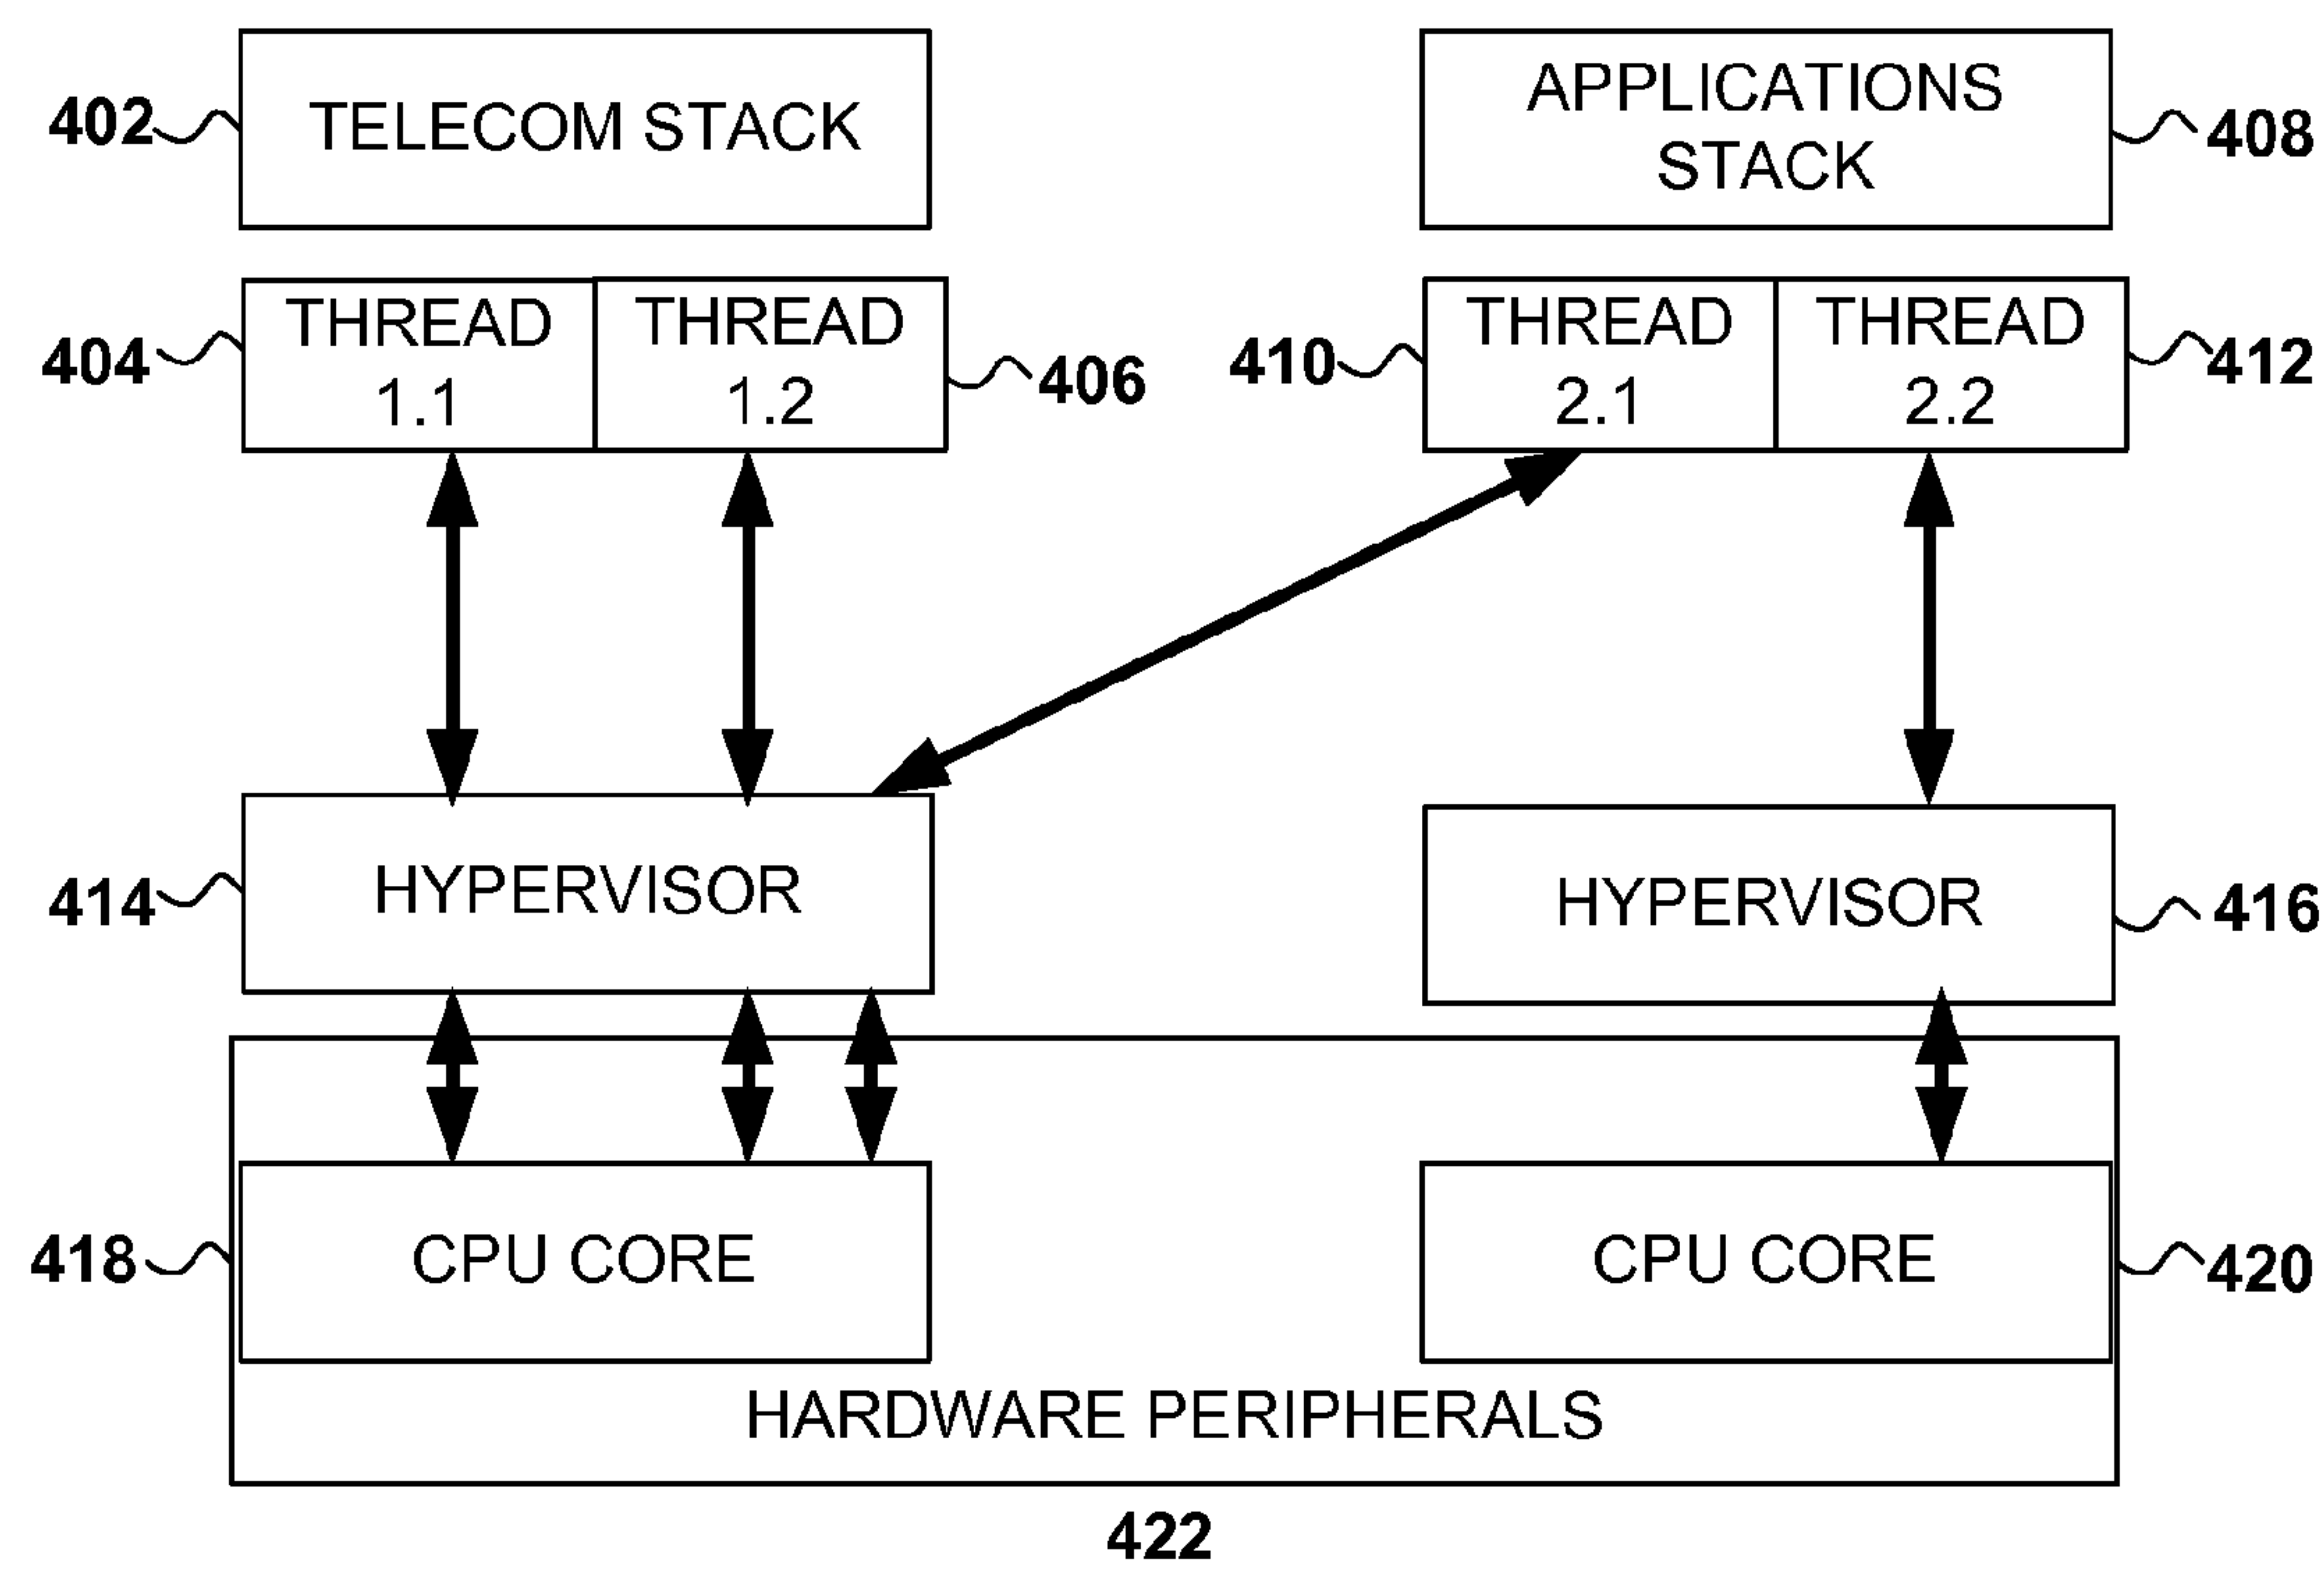 402
TELECOM STACK
APPLICATIONS
STACK
408
404
THREAD
1.1
THREAD
1.2
406
410
THREAD
2.1
THREAD
2.2
412
414
HYPERVISOR
HYPERVISOR
416
418
CPU CORE
CPU CORE
420
HARDWARE PERIPHERALS
422